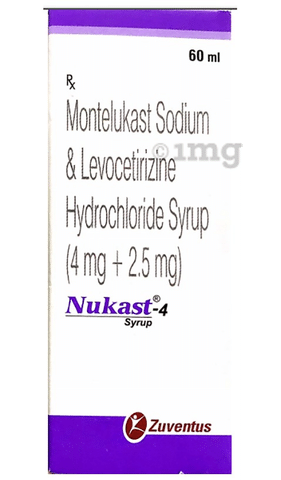 60 ml
Rx
Montelukast Sodium
& Levocetirizine
©1mg
Hydrochloride Syrup
(4 mg + 2.5 mg)
Nukast®-4
Syrup
Zuventus